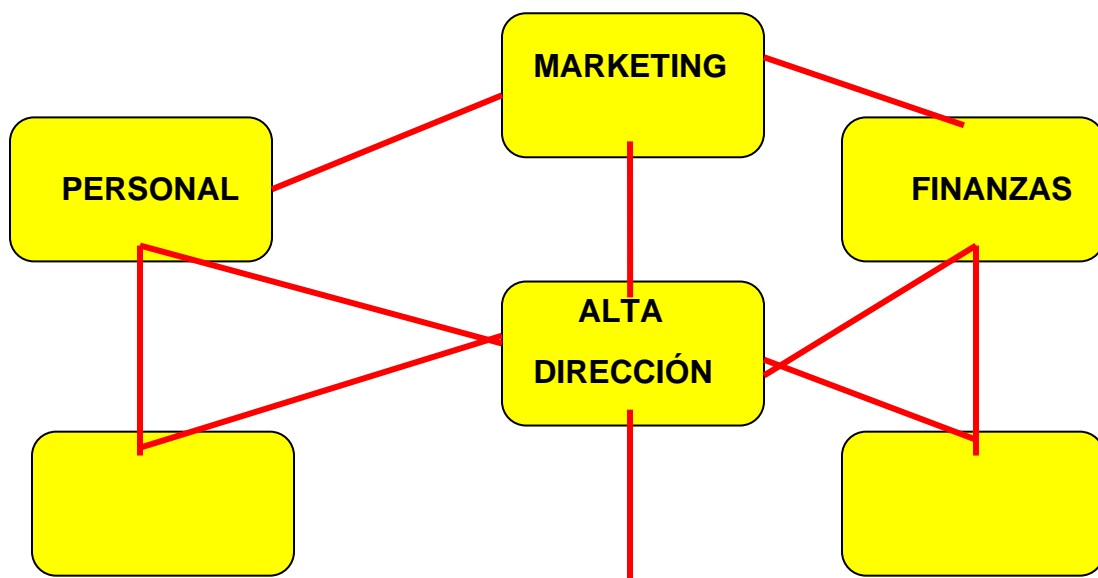 MARKETING
PERSONAL
FINANZAS
ALTA
DIRECCIÓN